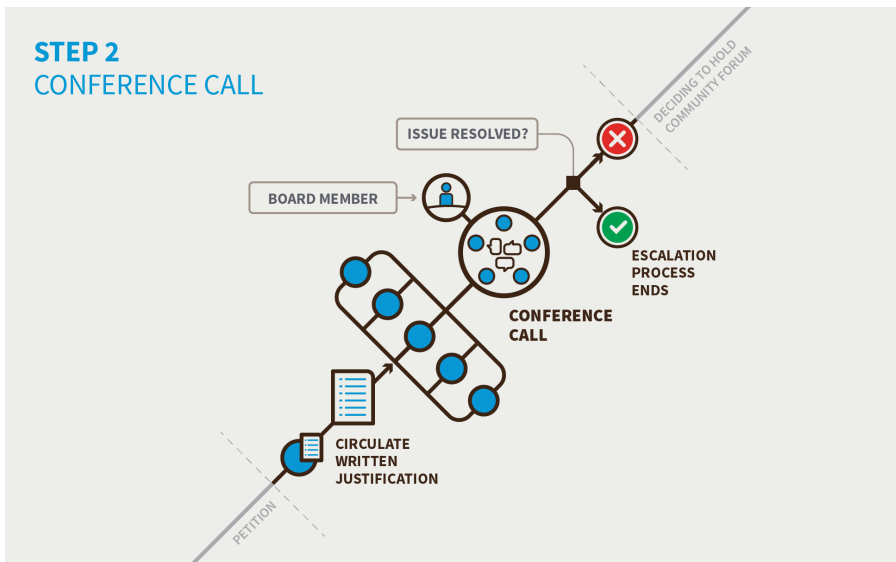 STEP 2
CONFERENCE CALL
DECIDING TO HOLD
COMMUNITY FORUM
ISSUE RESOLVED?
BOARD MEMBER
ESCALATION
PROCESS
ENDS
CONFERENCE
CALL
CIRCULATE
WRITTEN
JUSTIFICATION
PETITION